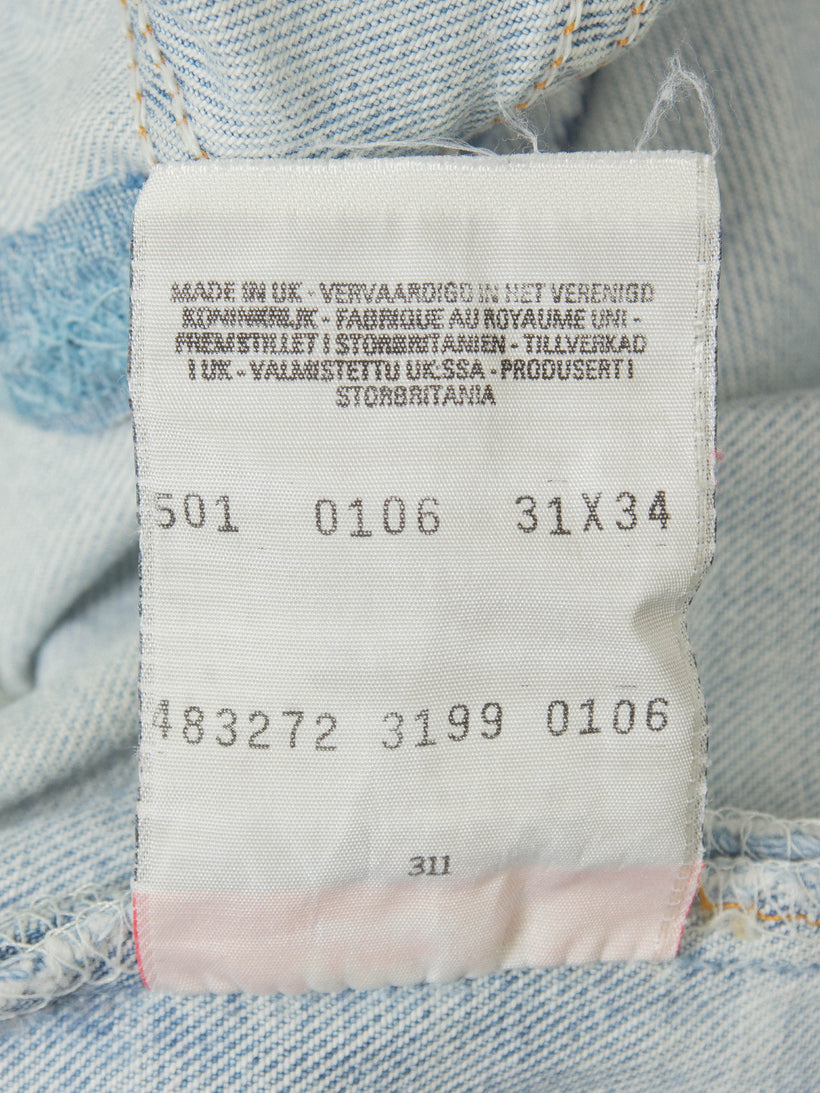 MADE IN UK - VERVAARDIGD IN HET VERENIGD
KONINKRIJK - FABRIQUE AU ROYAUME UNI -
FREMSTILLET I STORBRITANIEN - TILLVERKAD
I UK - VALMISTETTU UK:SSA - PRODUSERT I
STORBRITANIA
501 0106 31X34
483272 3199 0106
311